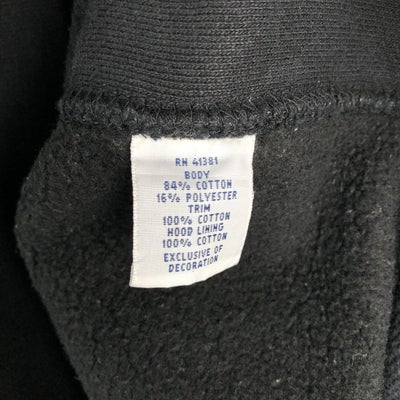 RN 41381
BODY
84% COTTON
16% POLYESTER
TRIM
100% COTTON
HOOD LINING
100% COTTON
EXCLUSIVE OF
DECORATION